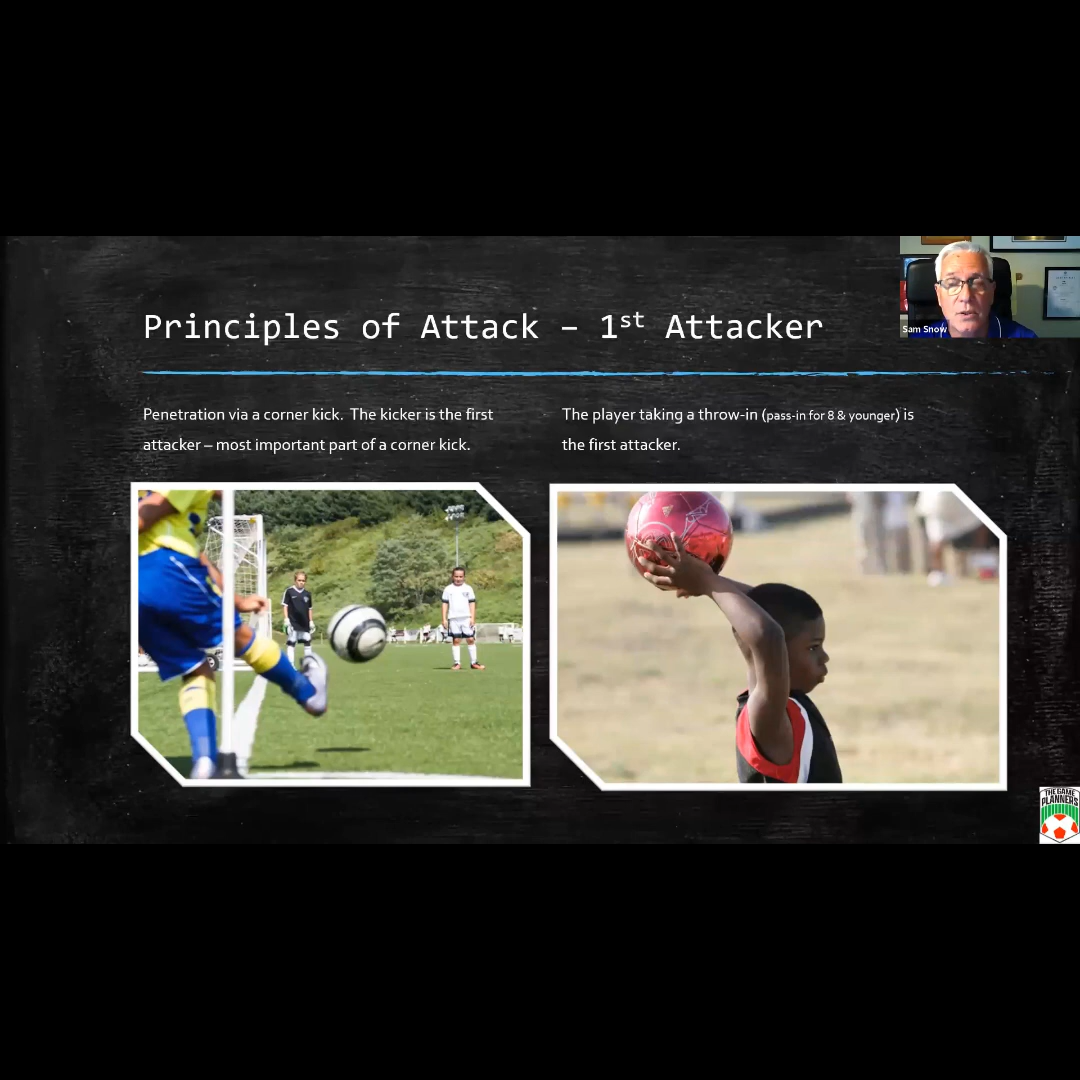 Principles of Attack – 1st Attacker
Sam Snow
Penetration via a corner kick. The kicker is the first
attacker – most important part of a corner kick.
The player taking a throw-in (pass-in for 8 & younger) is
the first attacker.
THE GAME
PLANNERS